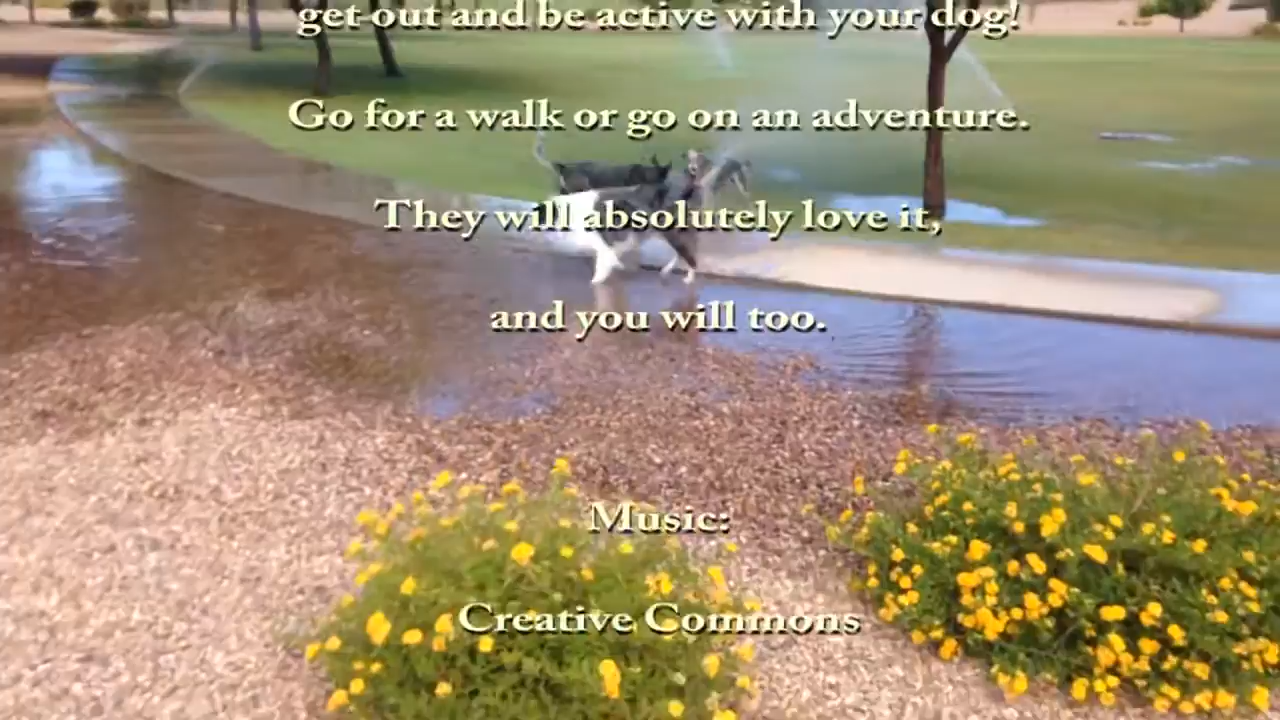 get out and be active with your dog!
Go for a walk or go on an adventure.
They will absolutely love it,
and you will too.
Music:
Creative Commons